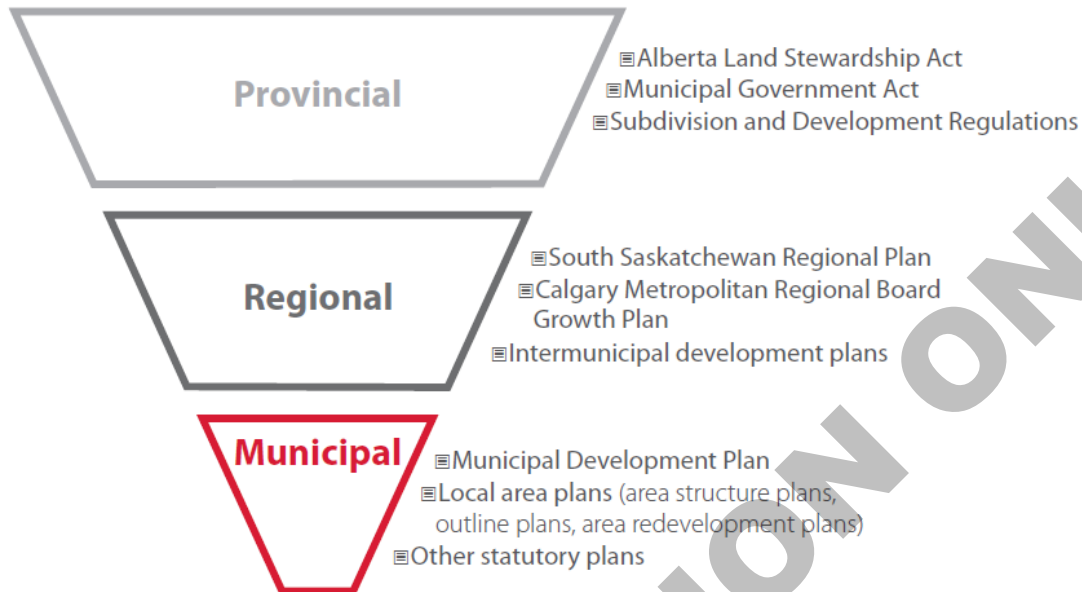 Provincial
▤Alberta Land Stewardship Act
▤Municipal Government Act
▤Subdivision and Development Regulations
Regional
▤South Saskatchewan Regional Plan
▤Calgary Metropolitan Regional Board
Growth Plan
▤Intermunicipal development plans
Municipal
▤Municipal Development Plan
▤Local area plans (area structure plans,
outline plans, area redevelopment plans)
▤Other statutory plans